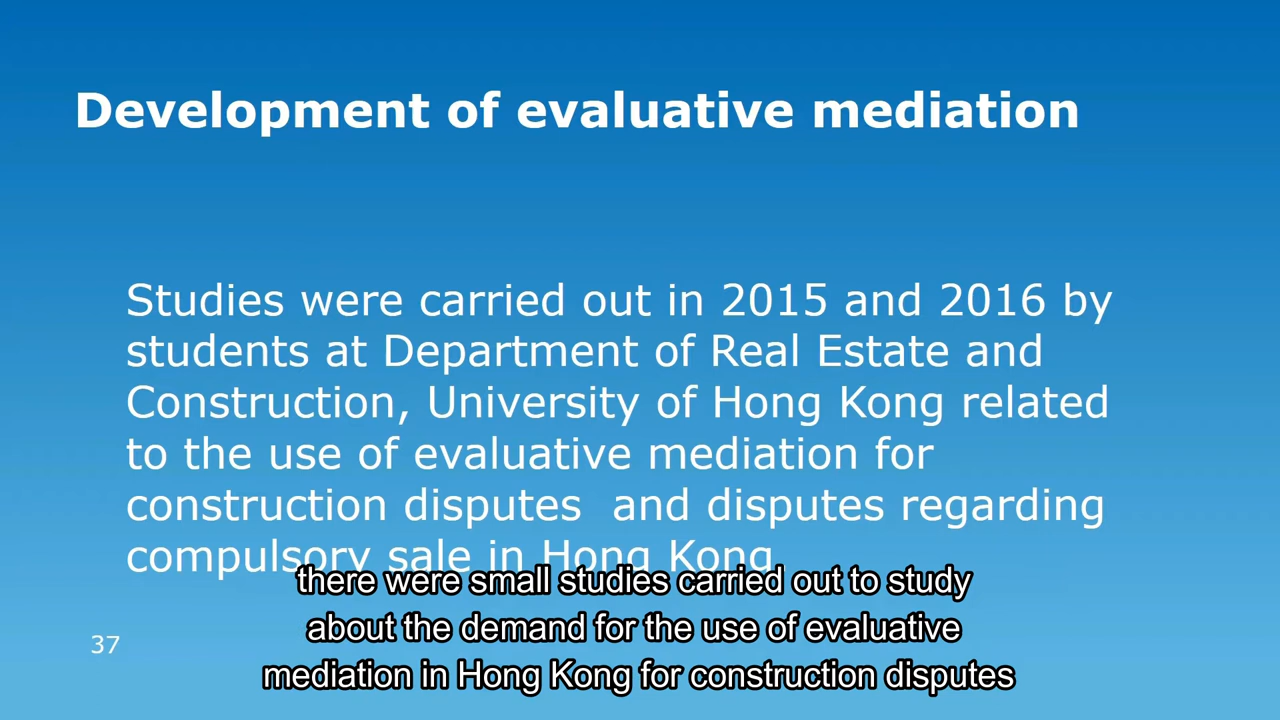 Development of evaluative mediation
Studies were carried out in 2015 and 2016 by
students at Department of Real Estate and
Construction, University of Hong Kong related
to the use of evaluative mediation for
construction disputes  and disputes regarding
compulsory sale in Hong Kong.
there were small studies carried out to study
about the demand for the use of evaluative
37
mediation in Hong Kong for construction disputes